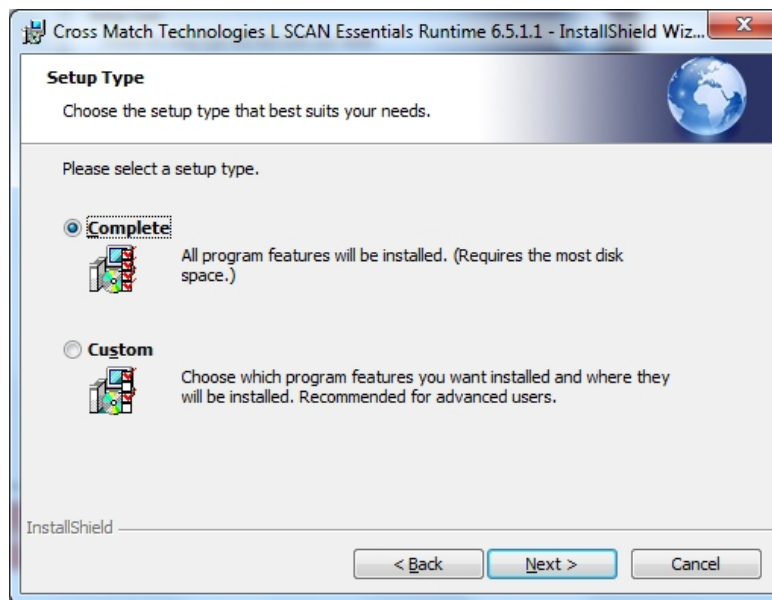 Cross Match Technologies L SCAN Essentials Runtime 6.5.1.1 - InstallShield Wiz...
Setup Type
Choose the setup type that best suits your needs.
Please select a setup type.
Complete
All program features will be installed. (Requires the most disk
space.)
Custom
Choose which program features you want installed and where they
will be installed. Recommended for advanced users.
InstallShield
< Back
Next >
Cancel